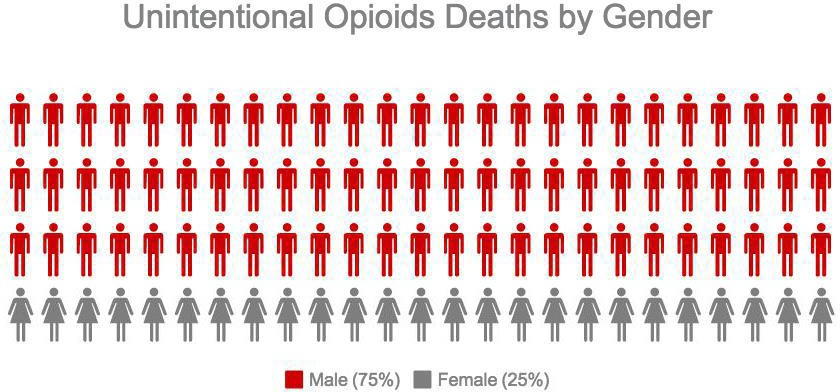 Unintentional Opioids Deaths by Gender
Male (75%) Female (25%)